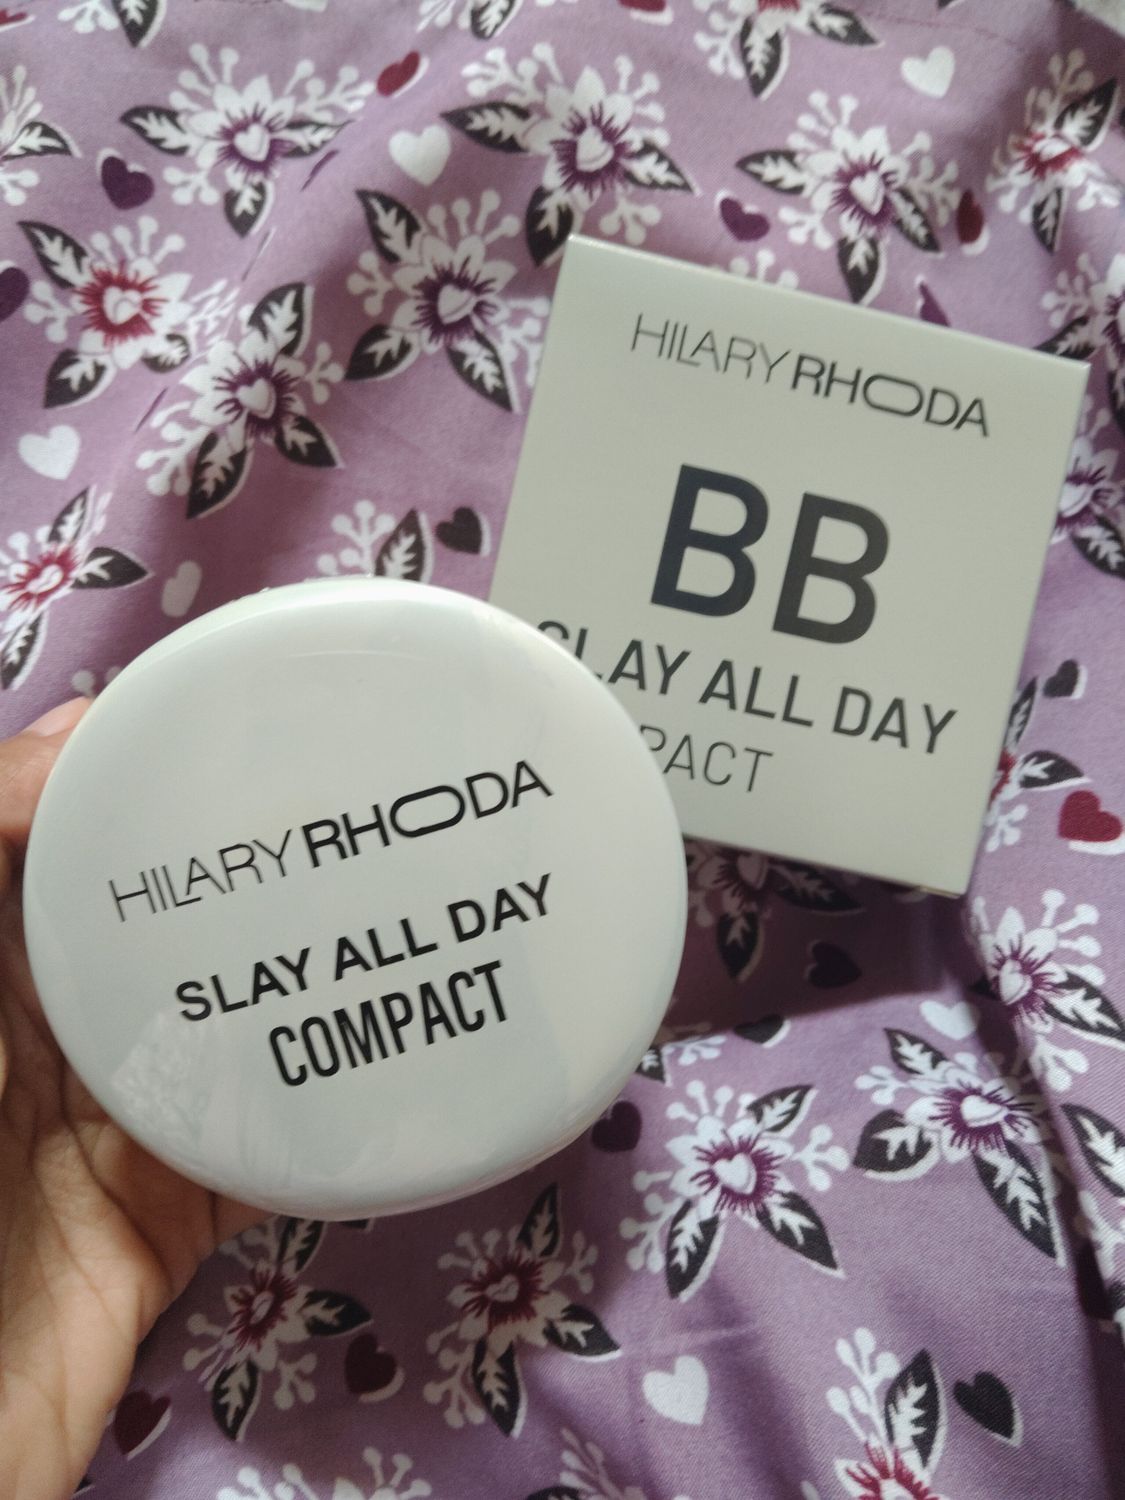 HILARYRHODA
BB
SLAY ALL DAY
PACT
HILARYRHODA
SLAY ALL DAY
COMPACT